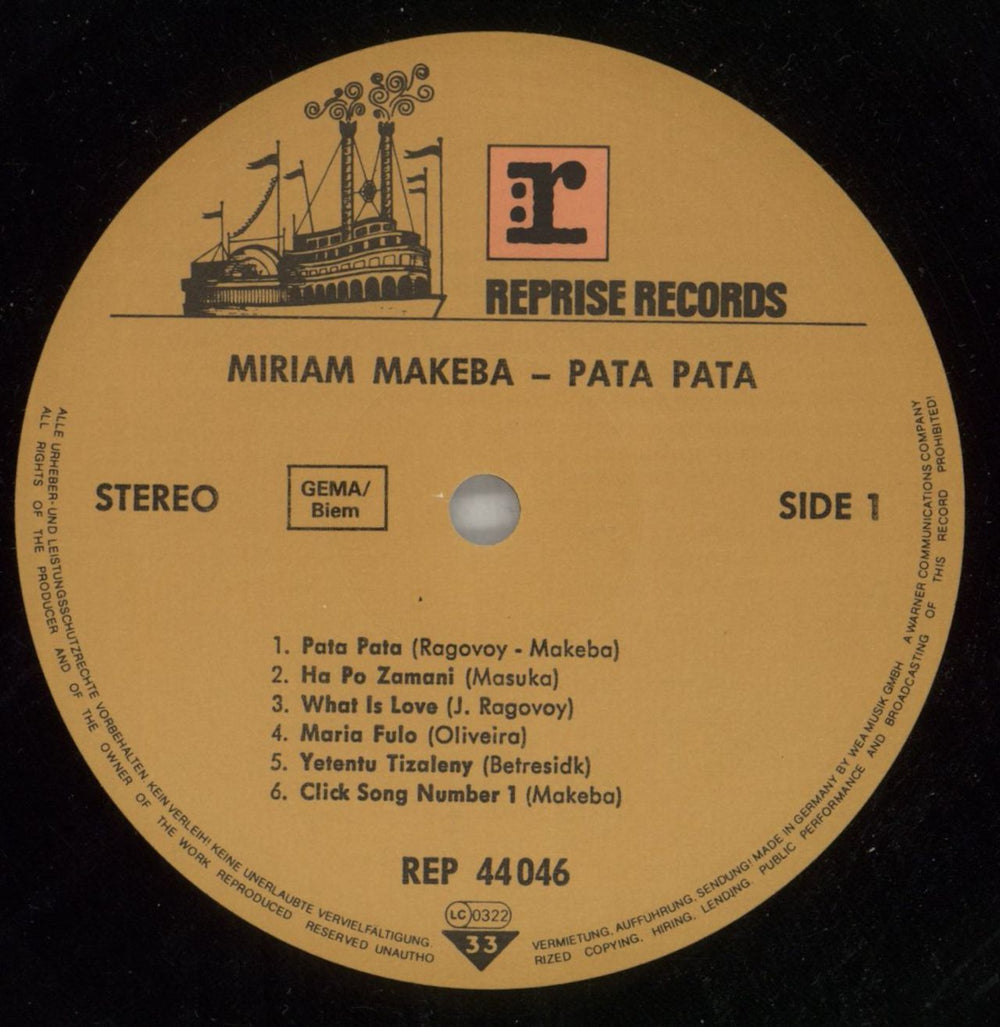 r
REPRISE RECORDS
MIRIAM MAKEBA – PATA PATA
STEREO
GEMA/
Biem
SIDE 1
1. Pata Pata (Ragovoy - Makeba)
2. Ha Po Zamani (Masuka)
3. What Is Love (J. Ragovoy)
4. Maria Fulo (Oliveira)
5. Yetentu Tizaleny (Betresidk)
6. Click Song Number 1 (Makeba)
REP 44046
LC 0322
33
ALLE URHEBER- UND LEISTUNGSSCHUTZRECHTE VORBEHALTEN. KEIN VERLEIH! KEINE UNERLAUBTE VERVIELFALTIGUNG. VERMIETUNG, AUFFUHRUNG, SENDUNG! MADE IN GERMANY BY WEA MUSIK GMBH A WARNER COMMUNICATIONS COMPANY
ALL RIGHTS OF THE PRODUCER AND OF THE OWNER OF THE WORK REPRODUCED RESERVED UNAUTHORIZED COPYING, HIRING, LENDING, PUBLIC PERFORMANCE AND BROADCASTING OF THIS RECORD PROHIBITED!